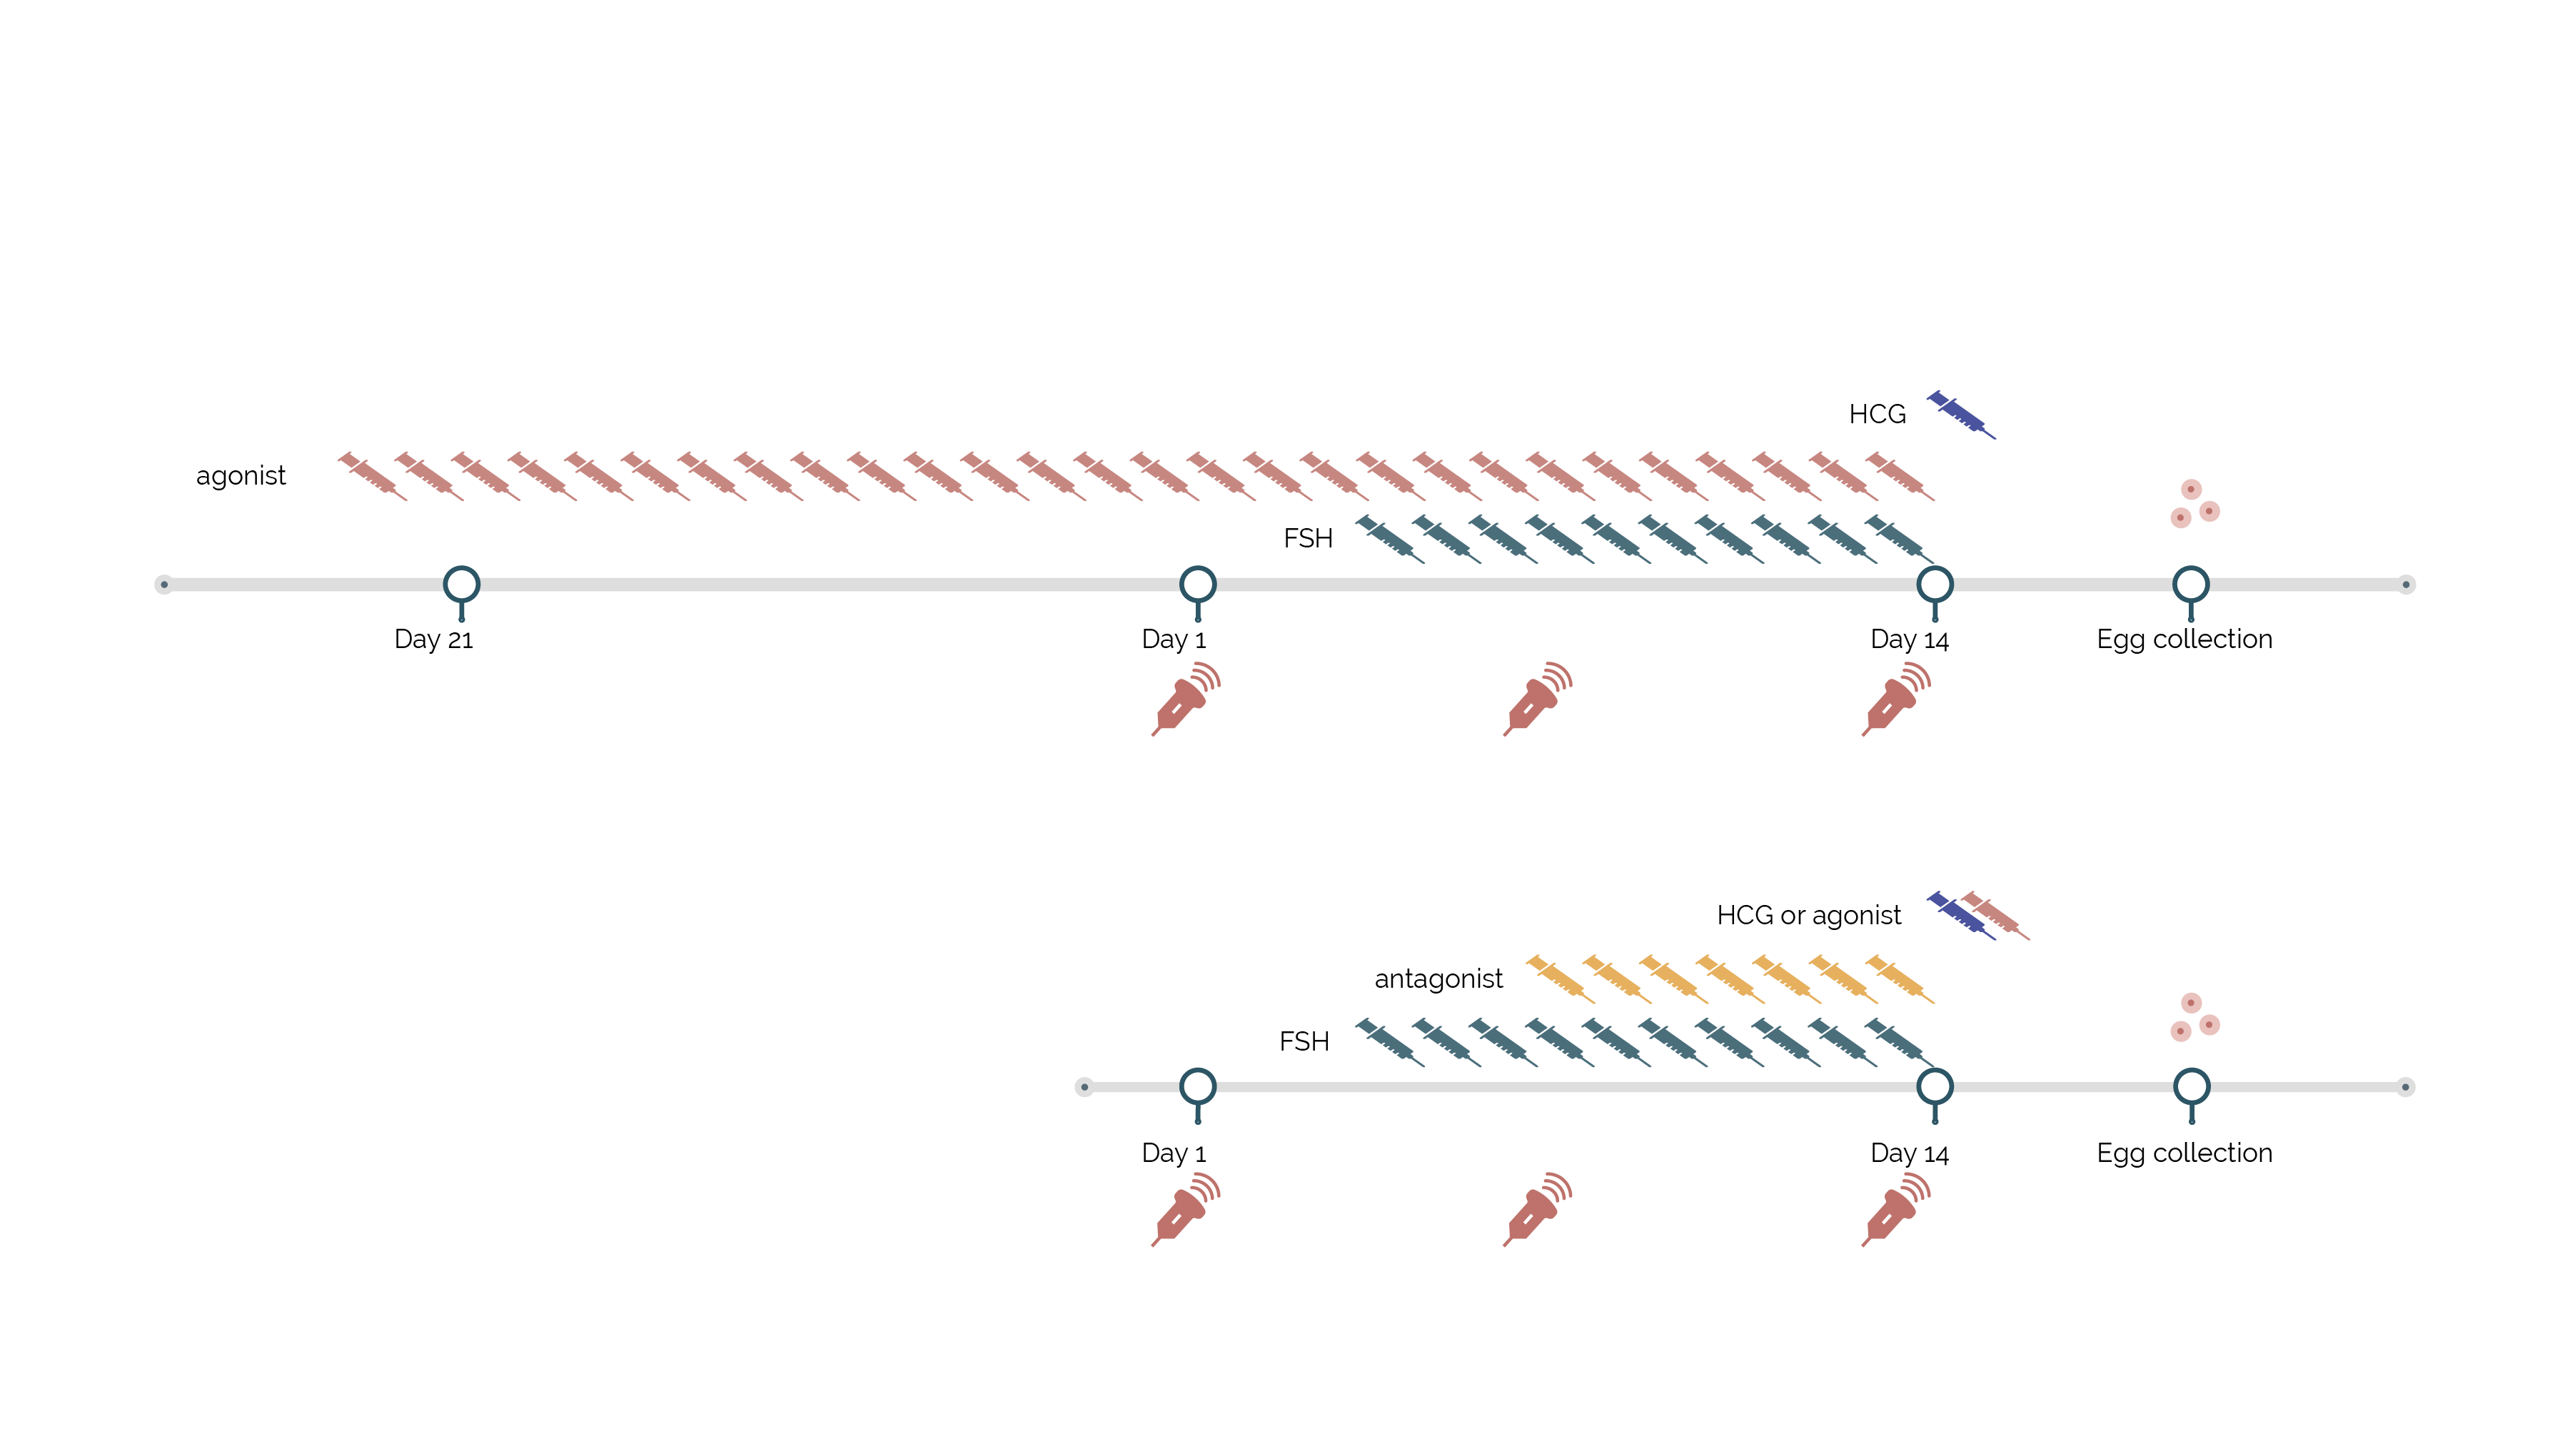 HCG
agonist
FSH
Day 21
Day 1
Day 14
Egg collection
HCG or agonist
antagonist
FSH
Day 1
Day 14
Egg collection